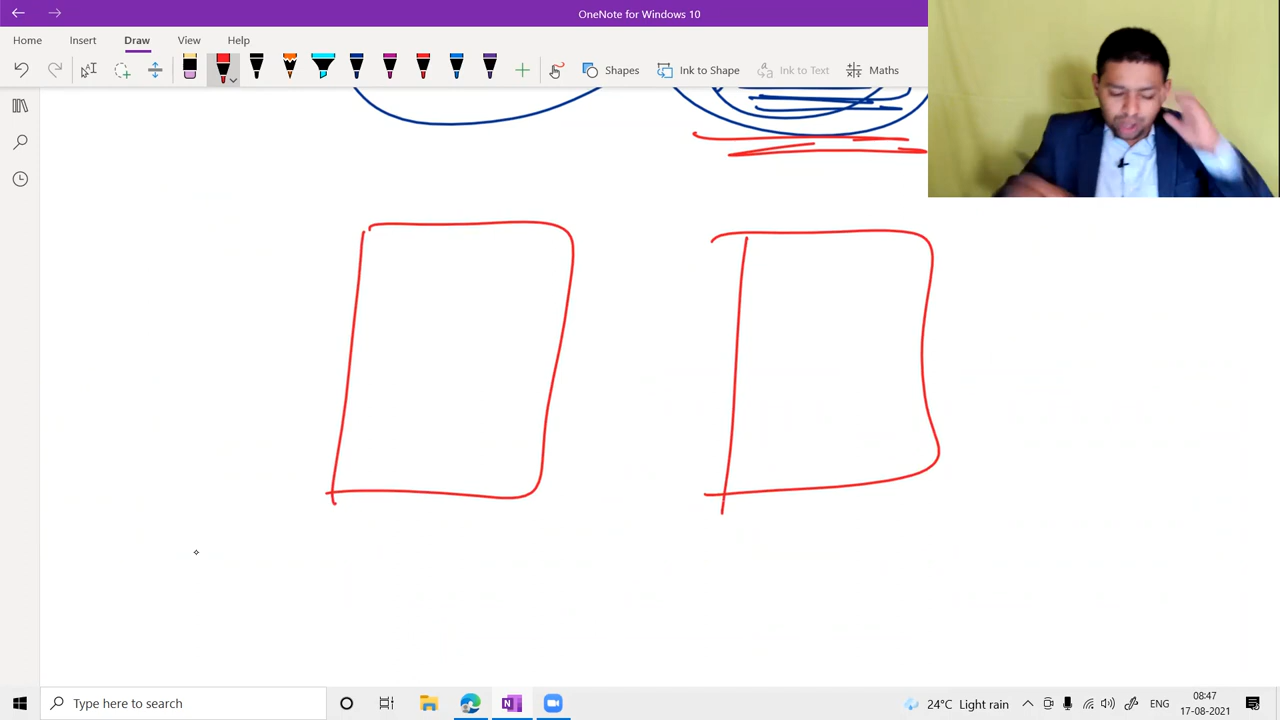 OneNote for Windows 10
Home Insert Draw View Help
Shapes Ink to Shape Ink to Text Maths
Type here to search
24°C Light rain ENG 08:47
17-08-2021